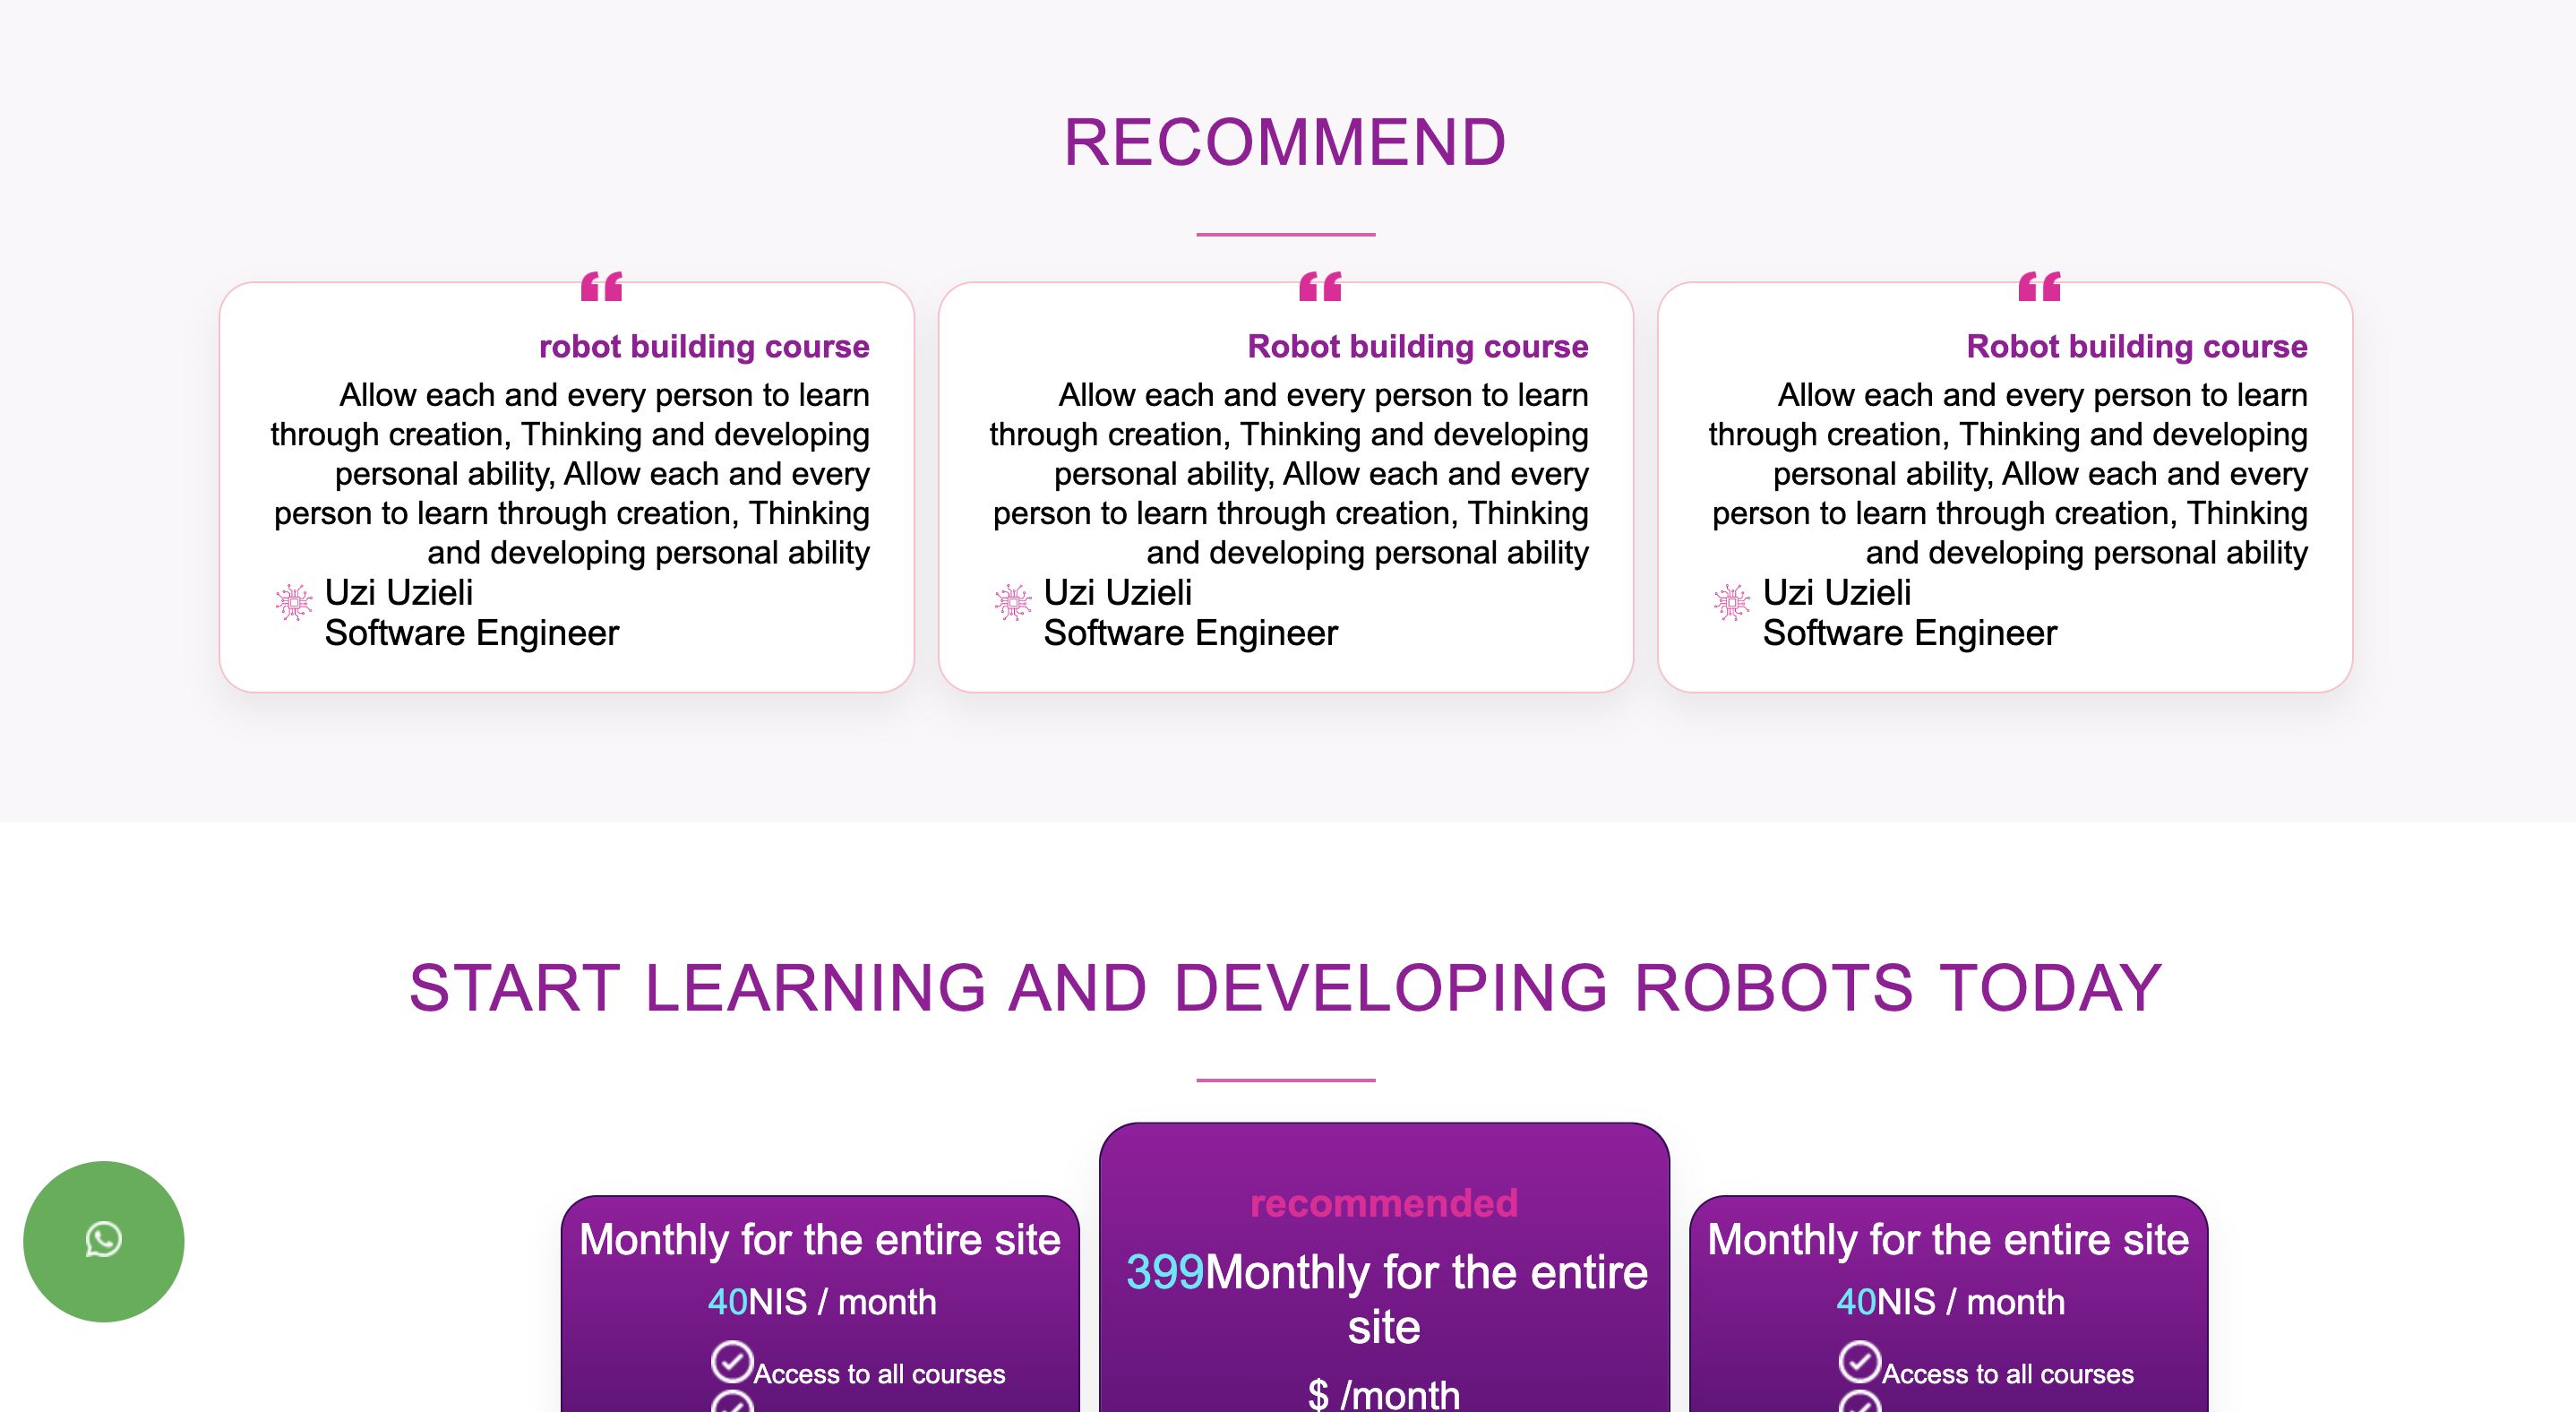 RECOMMEND
robot building course
Allow each and every person to learn
through creation, Thinking and developing
personal ability, Allow each and every
person to learn through creation, Thinking
and developing personal ability
Uzi Uzieli
Software Engineer
Robot building course
Allow each and every person to learn
through creation, Thinking and developing
personal ability, Allow each and every
person to learn through creation, Thinking
and developing personal ability
Uzi Uzieli
Software Engineer
Robot building course
Allow each and every person to learn
through creation, Thinking and developing
personal ability, Allow each and every
person to learn through creation, Thinking
and developing personal ability
Uzi Uzieli
Software Engineer
START LEARNING AND DEVELOPING ROBOTS TODAY
Monthly for the entire site
40NIS / month
Access to all courses
recommended
399Monthly for the entire
site
$ /month
Monthly for the entire site
40NIS / month
Access to all courses